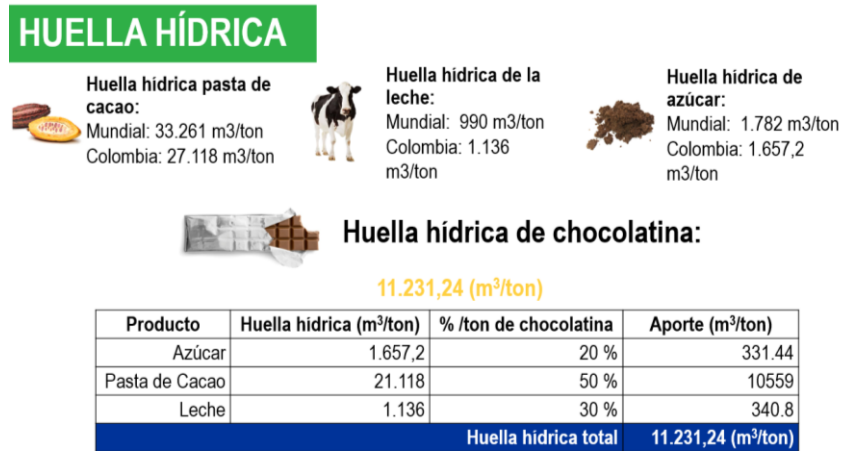 HUELLA HÍDRICA
Huella hídrica pasta de
cacao:
Mundial: 33.261 m3/ton
Colombia: 27.118 m3/ton
Huella hídrica de la
leche:
Mundial:  990 m3/ton
Colombia: 1.136
m3/ton
Huella hídrica de
azúcar:
Mundial:  1.782 m3/ton
Colombia: 1.657,2
m3/ton
Huella hídrica de chocolatina:
11.231,24 (m³/ton)
Producto Huella hídrica (m³/ton) % /ton de chocolatina Aporte (m³/ton)
Azúcar 1.657,2 20 % 331.44
Pasta de Cacao 21.118 50 % 10559
Leche 1.136 30 % 340.8
Huella hídrica total 11.231,24 (m³/ton)